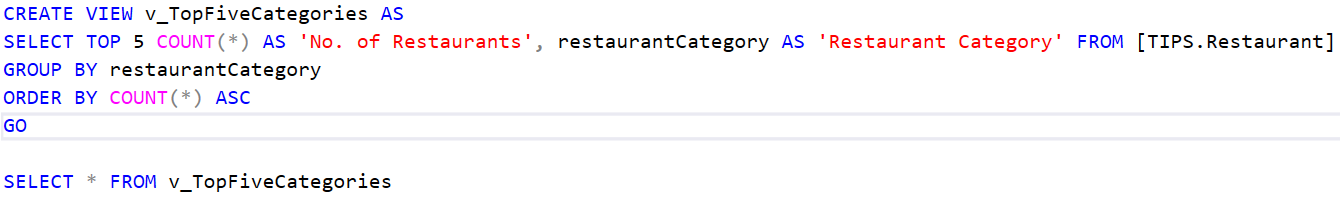 CREATE VIEW v_TopFiveCategories AS
SELECT TOP 5 COUNT(*) AS 'No. of Restaurants', restaurantCategory AS 'Restaurant Category' FROM [TIPS.Restaurant]
GROUP BY restaurantCategory
ORDER BY COUNT(*) ASC
GO
SELECT * FROM v_TopFiveCategories